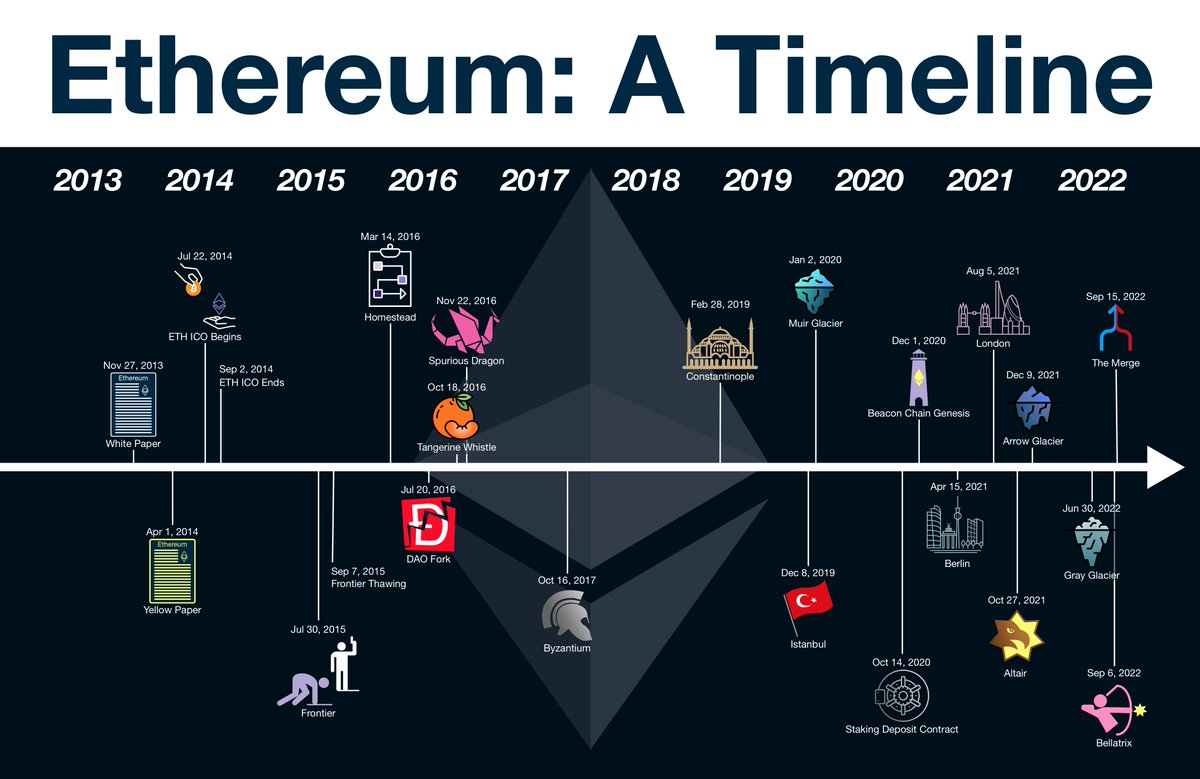 Ethereum: A Timeline
2013 2014 2015 2016 2017 2018 2019 2020 2021 2022
Nov 27, 2013
Ethereum
White Paper
Apr 1, 2014
Ethereum
Yellow Paper
Jul 22, 2014
ETH ICO Begins
Sep 2, 2014
ETH ICO Ends
Jul 30, 2015
Frontier
Sep 7, 2015
Frontier Thawing
Mar 14, 2016
Homestead
Jul 20, 2016
DAO Fork
Oct 18, 2016
Tangerine Whistle
Nov 22, 2016
Spurious Dragon
Oct 16, 2017
Byzantium
Feb 28, 2019
Constantinople
Dec 8, 2019
Istanbul
Jan 2, 2020
Muir Glacier
Oct 14, 2020
Staking Deposit Contract
Dec 1, 2020
Beacon Chain Genesis
Apr 15, 2021
Berlin
Aug 5, 2021
London
Oct 27, 2021
Altair
Dec 9, 2021
Arrow Glacier
Jun 30, 2022
Gray Glacier
Sep 6, 2022
Bellatrix
Sep 15, 2022
The Merge